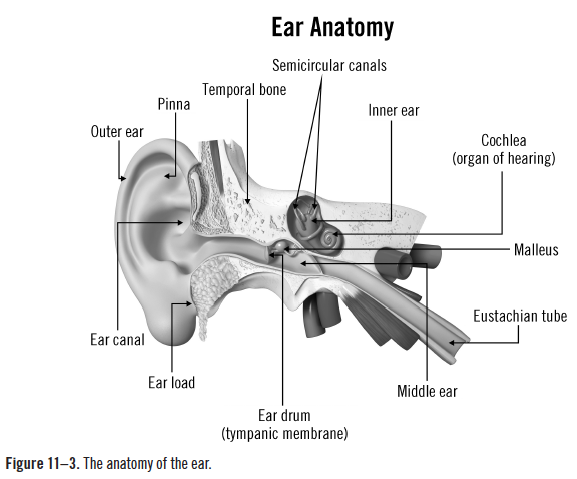 Ear Anatomy
Semicircular canals
Temporal bone
Pinna
Inner ear
Outer ear
Cochlea
(organ of hearing)
Malleus
Eustachian tube
Ear canal
Ear load
Middle ear
Ear drum
(tympanic membrane)
Figure 11–3. The anatomy of the ear.